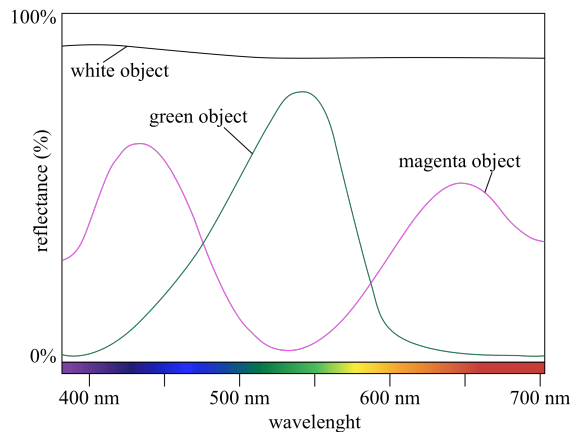 100%
white object
green object
magenta object
reflectance (%)
0%
400 nm 500 nm 600 nm 700 nm
wavelenght